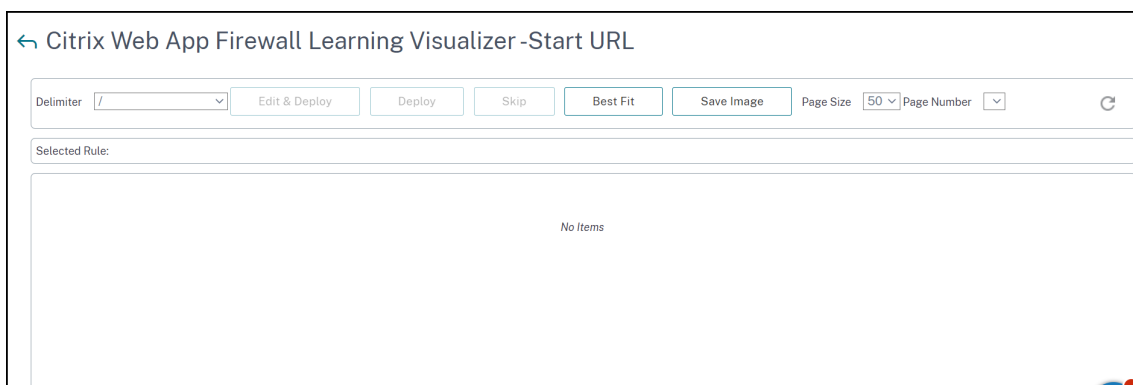 Citrix Web App Firewall Learning Visualizer -Start URL
Delimiter / Edit & Deploy Deploy Skip Best Fit Save Image Page Size 50 Page Number
Selected Rule:
No Items